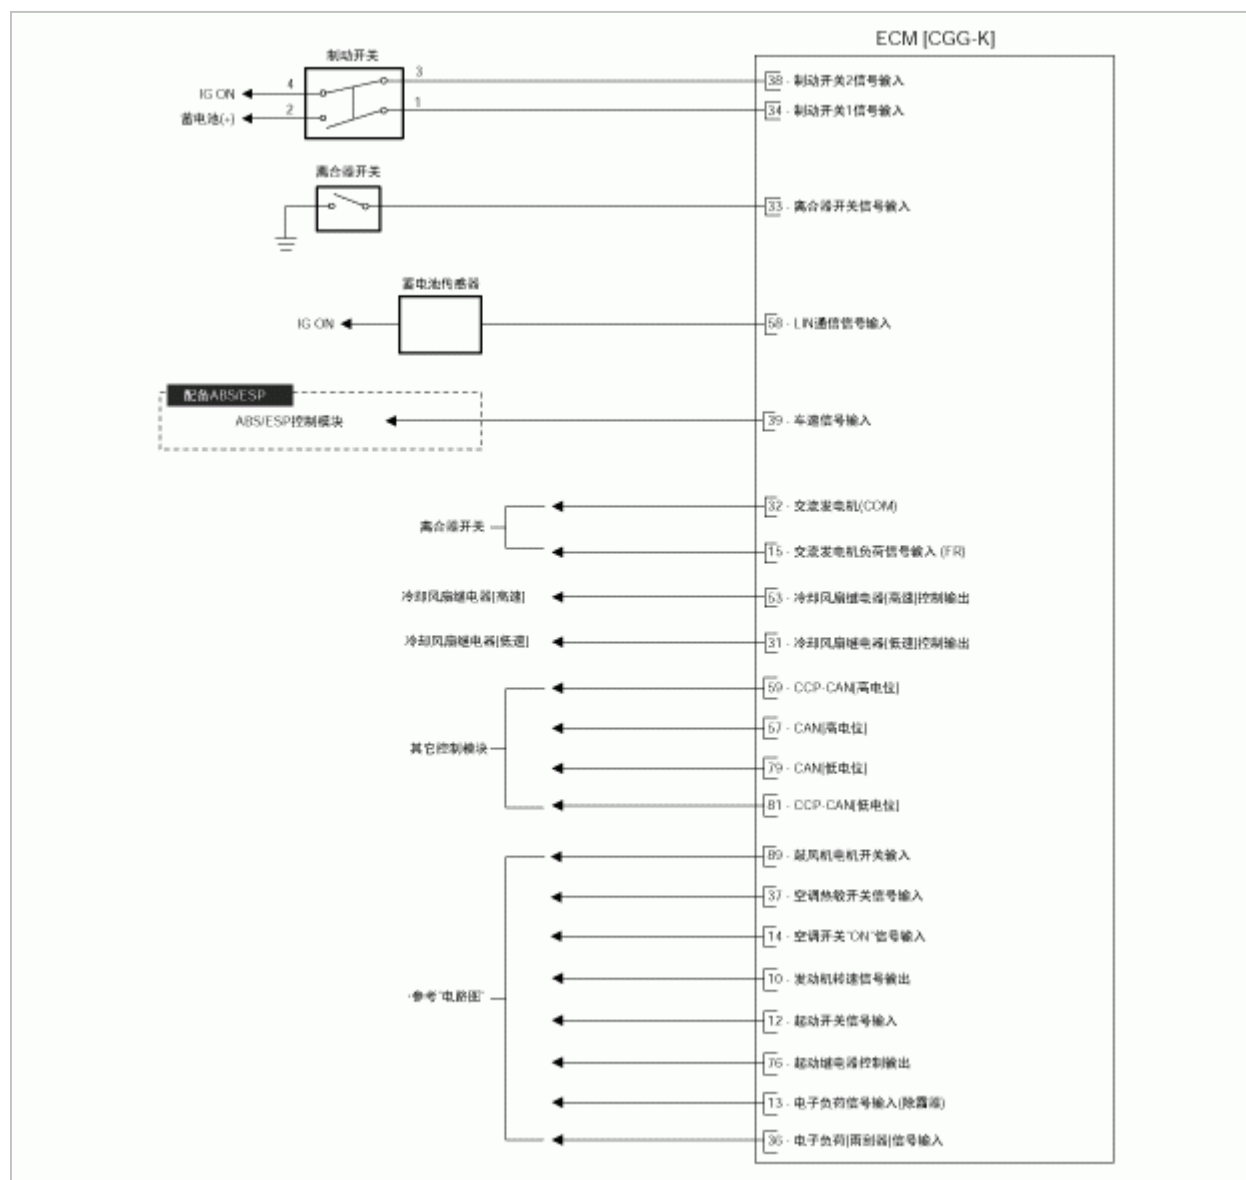 ECM [CGG-K]
制动开关
IG ON
4
3
38 - 制动开关2信号输入
蓄电池(+)
2
1
34 - 制动开关1信号输入
离合器开关
33 - 离合器开关信号输入
蓄电池传感器
IG ON
58 - LIN通信信号输入
配备ABS/ESP
ABS/ESP控制模块
39 - 车速信号输入
离合器开关
32 - 交流发电机(COM)
15 - 交流发电机负荷信号输入 (FR)
冷却风扇继电器[高速]
53 - 冷却风扇继电器[高速]控制输出
冷却风扇继电器[低速]
31 - 冷却风扇继电器[低速]控制输出
其它控制模块
59 - CCP-CAN[高电位]
57 - CAN[高电位]
79 - CAN[低电位]
81 - CCP-CAN[低电位]
·参考"电路图"
89 - 鼓风机电机开关输入
37 - 空调热敏开关信号输入
14 - 空调开关"ON"信号输入
10 - 发动机转速信号输出
12 - 起动开关信号输入
76 - 起动继电器控制输出
13 - 电子负荷信号输入(除霜器)
36 - 电子负荷[雨刮器]信号输入